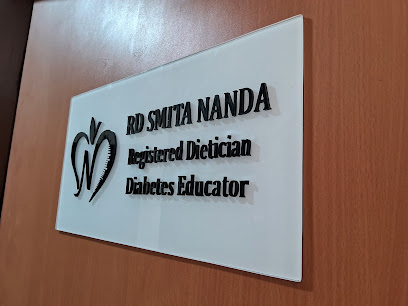 RD SMITA NANDA
Registered Dietician
Diabetes Educator